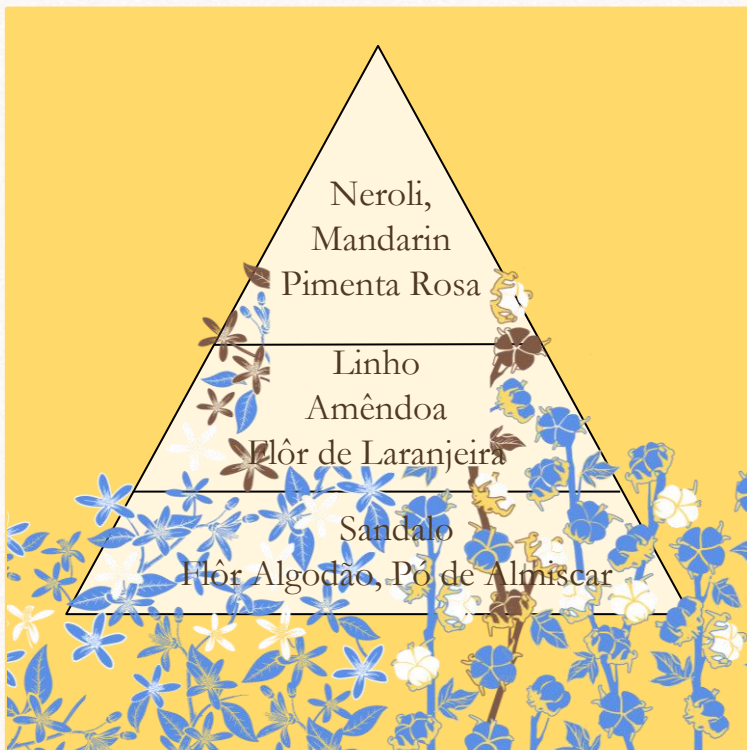 Neroli,
Mandarin
Pimenta Rosa
Linho
Amêndoa
Flôr de Laranjeira
Sandalo
Flôr Algodão, Pó de Almiscar